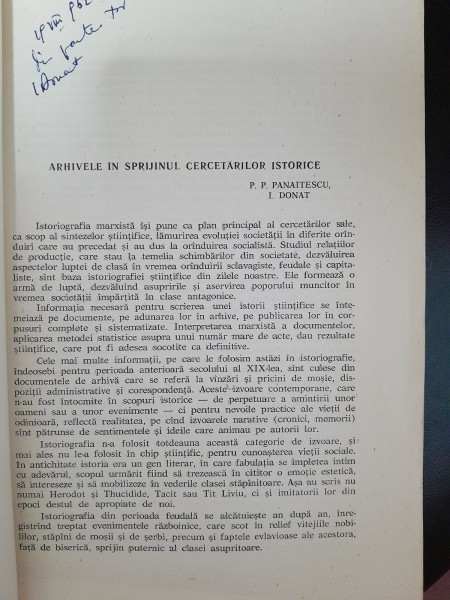 19 VIII 962
din partea
I Donat
ARHIVELE ÎN SPRIJINUL CERCETĂRILOR ISTORICE
P. P. PANAITESCU,
I. DONAT
Istoriografia marxistă își pune ca plan principal al cercetărilor sale,
ca scop al sintezelor științifice, lămurirea evoluției societății în diferite orîn-
duiri care au precedat și au dus la orînduirea socialistă. Studiul relațiilor
de producție, care stau la temelia schimbărilor din societate, dezvăluirea
aspectelor luptei de clasă în vremea orînduirii sclavagiste, feudale și capita-
liste, sînt baza istoriografiei științifice din zilele noastre. Ele formează o
armă de luptă, dezvăluind asupririle și aservirea poporului muncitor în
vremea societății împărțită în clase antagonice.
Informația necesară pentru scrierea unei istorii științifice se înte-
meiază pe documente, pe adunarea lor în arhive, pe publicarea lor în cor-
pusuri complete și sistematizate. Interpretarea marxistă a documentelor,
aplicarea metodei statistice asupra unui număr mare de acte, dau rezultate
științifice, care pot fi adesea socotite ca definitive.
Cele mai multe informații, pe care le folosim astăzi în istoriografie,
îndeosebi pentru perioada anterioară secolului al XIX-lea, sînt culese din
documentele de arhivă care se referă la vînzări și pricini de moșie, dis-
poziții administrative și corespondență. Aceste izvoare contemporane, care
n-au fost întocmite în scopuri istorice — de perpetuare a amintirii unor
oameni sau a unor evenimente — ci pentru nevoile practice ale vieții de
odinioară, reflectă realitatea, pe cînd izvoarele narative (cronici, memorii)
sînt pătrunse de sentimentele și ideile care animau pe autorii lor.
Istoriografia n-a folosit totdeauna această categorie de izvoare, și
mai ales nu le-a folosit în chip științific, pentru cunoașterea vieții sociale.
În antichitate istoria era un gen literar, în care fabulația se împletea intim
cu adevărul, scopul urmărit fiind să trezească în cititor o emoție estetică,
să intereseze și să mobilizeze în vederile clasei stăpînitoare. Așa au scris nu
numai Herodot și Thucidide, Tacit sau Tit Liviu, ci și imitatorii lor din
epoci destul de apropiate de noi.
Istoriografia din perioada feudală se alcătuiește an după an, înre-
gistrînd treptat evenimentele războinice, care scot în relief vitejiile nobi-
lilor, stăpîni de moșii și de șerbi, precum și faptele evlavioase ale acestora,
față de biserică, sprijin puternic al clasei asupritoare.